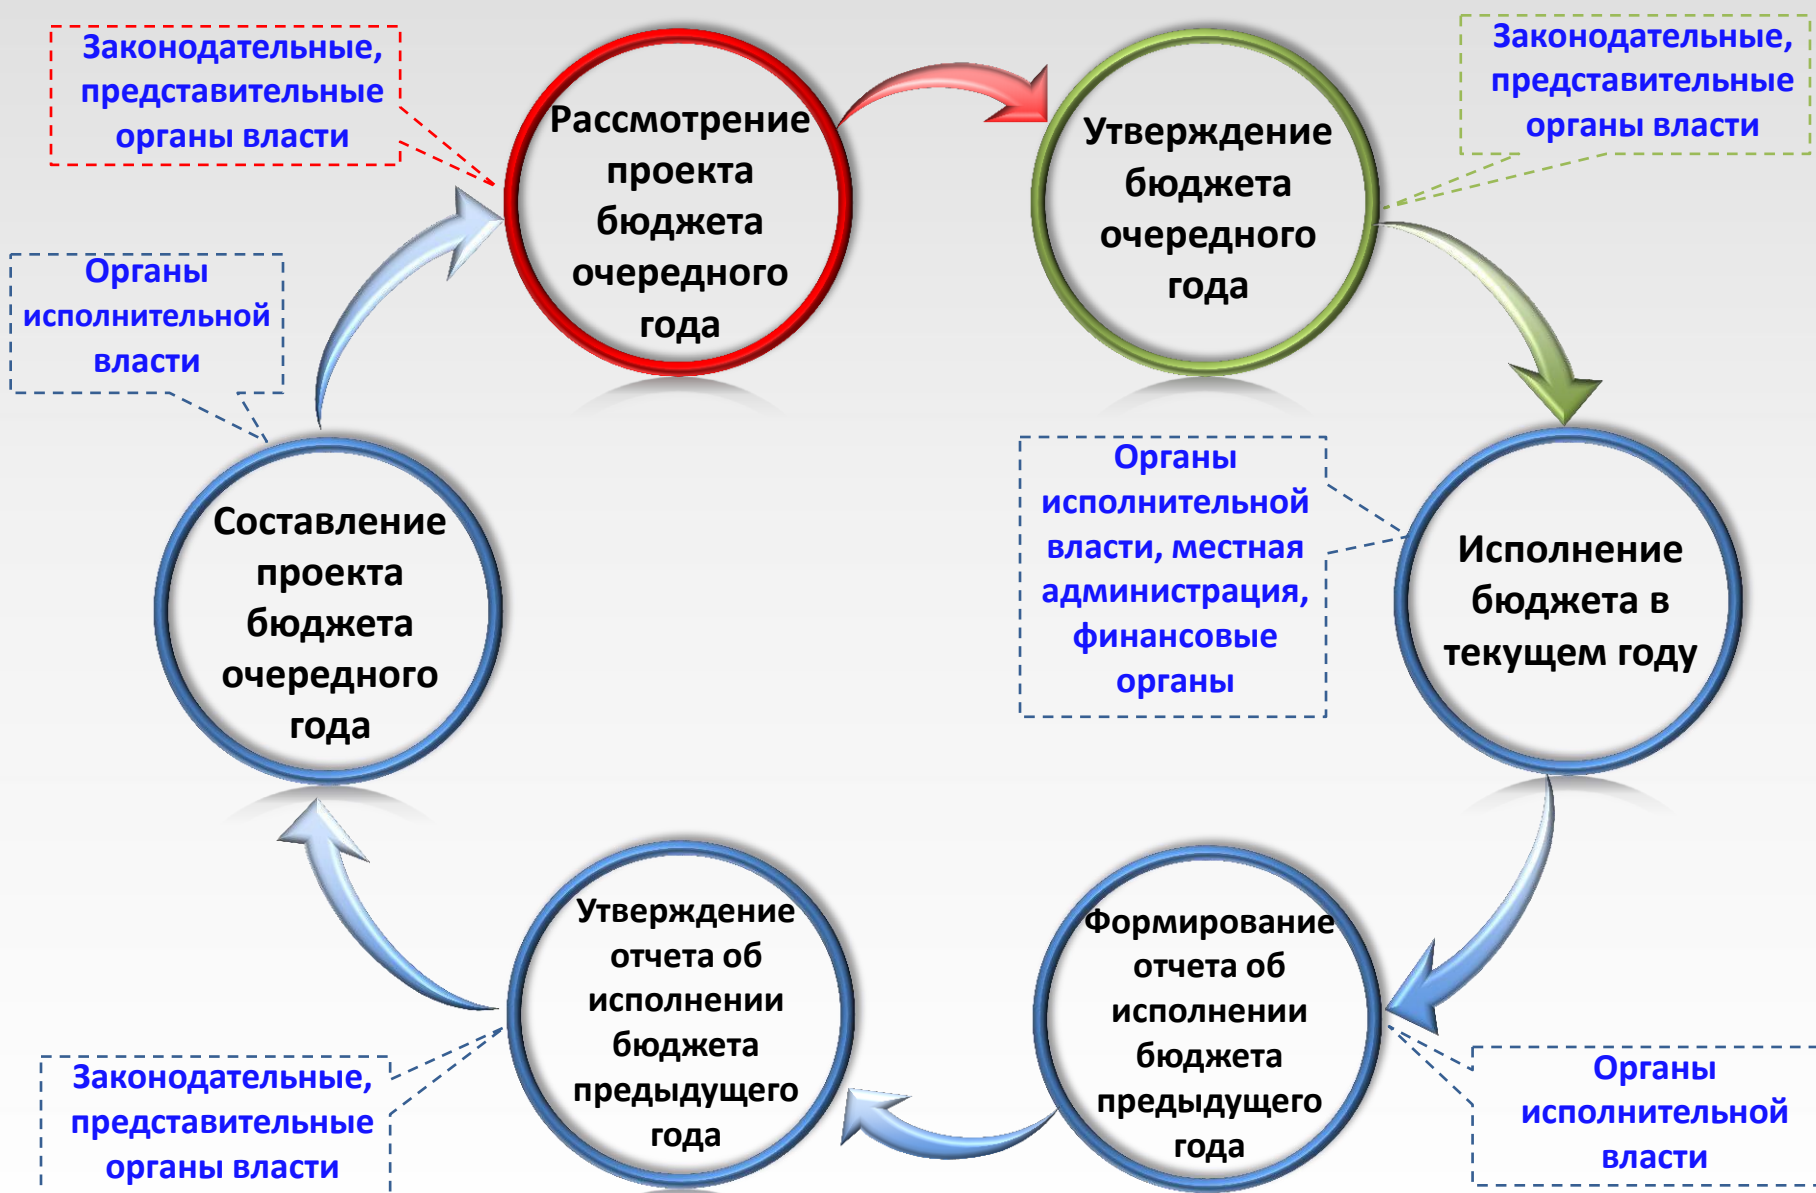 Законодательные,
представительные
органы власти
Рассмотрение
проекта
бюджета
очередного
года
Утверждение
бюджета
очередного
года
Законодательные,
представительные
органы власти
Органы
исполнительной
власти
Составление
проекта
бюджета
очередного
года
Органы
исполнительной
власти, местная
администрация,
финансовые
органы
Исполнение
бюджета в
текущем году
Утверждение
отчета об
исполнении
бюджета
предыдущего
года
Формирование
отчета об
исполнении
бюджета
предыдущего
года
Законодательные,
представительные
органы власти
Органы
исполнительной
власти